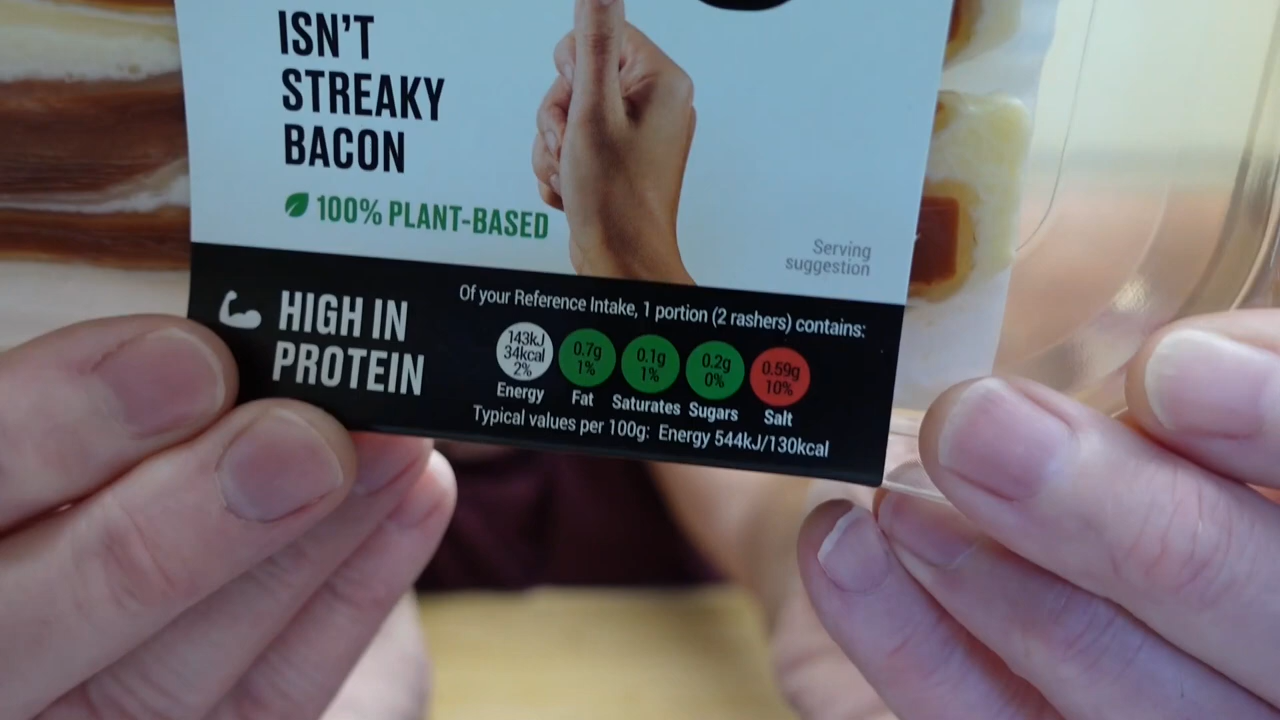 ISN'T
STREAKY
BACON
100% PLANT-BASED
Serving
suggestion
HIGH IN
PROTEIN
Of your Reference Intake, 1 portion (2 rashers) contains:
143kJ
34kcal
2%
Energy
0.7g
1%
Fat
0.1g
1%
Saturates
0.2g
0%
Sugars
0.59g
10%
Salt
Typical values per 100g: Energy 544kJ/130kcal